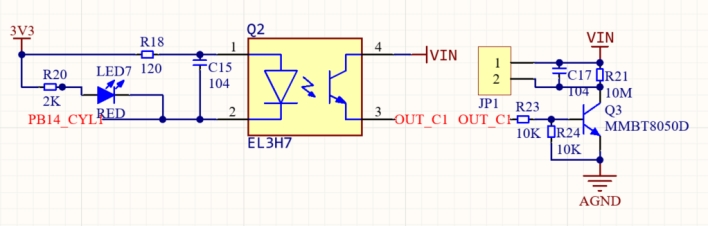 3V3
R18
120
R20
2K
LED7
RED
PB14_CYL1
C15
104
Q2
1
2
4
3
EL3H7
VIN
OUT_C1
1
2
JP1
OUT_C1
R23
10K
R24
10K
C17
104
VIN
R21
10M
Q3
MMBT8050D
AGND